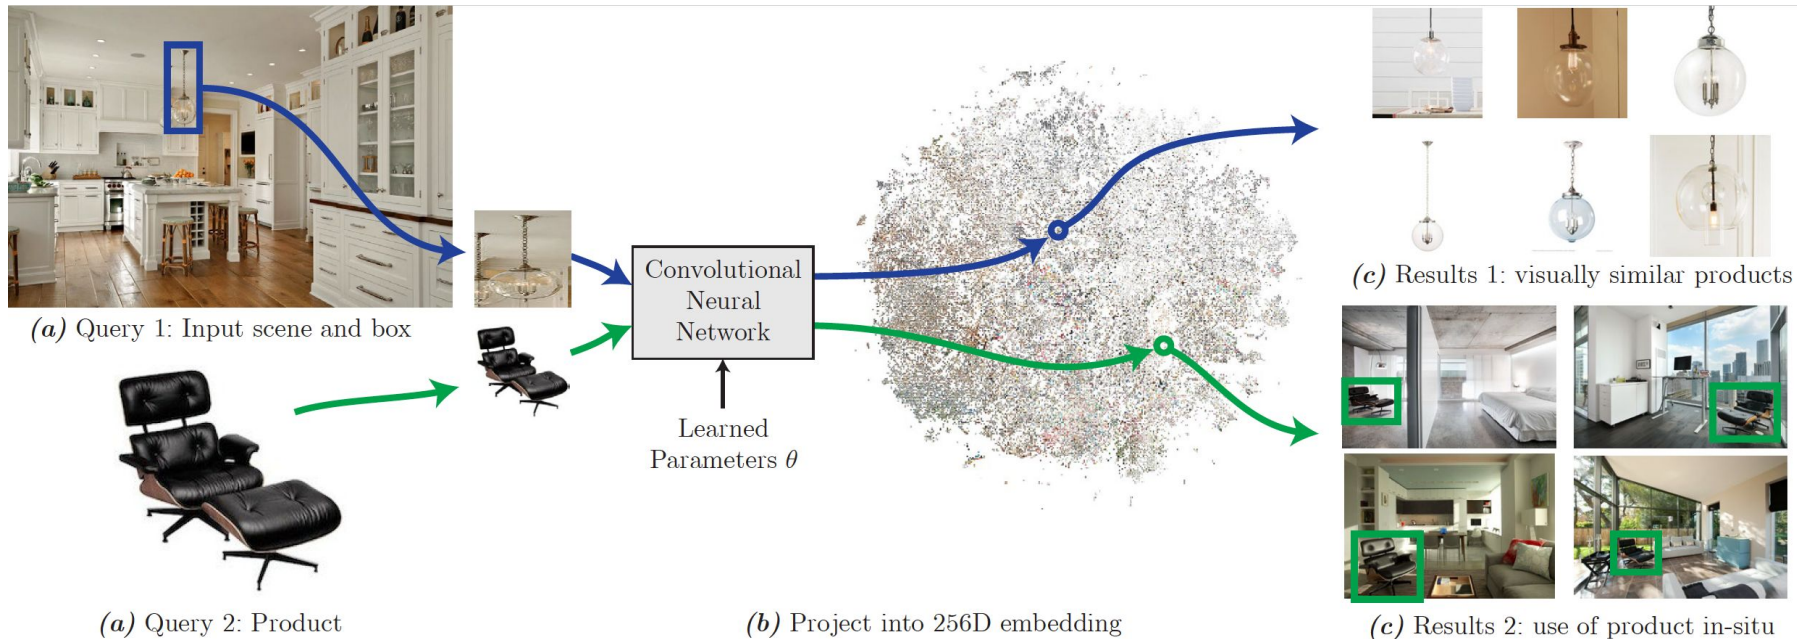 (a) Query 1: Input scene and box
Convolutional
Neural
Network
Learned
Parameters θ
(a) Query 2: Product
(b) Project into 256D embedding
(c) Results 1: visually similar products
(c) Results 2: use of product in-situ